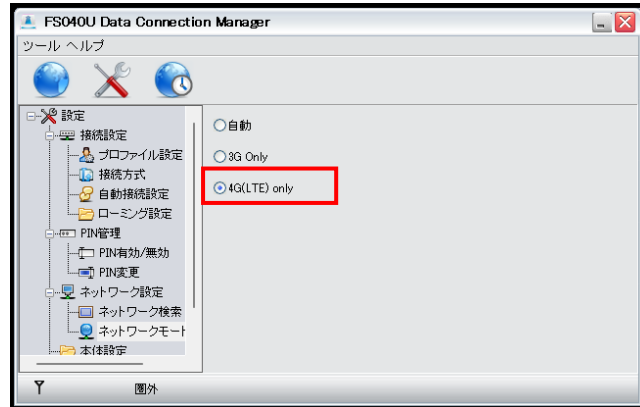 FS040U Data Connection Manager
ツール ヘルプ
設定
接続設定
プロファイル設定
接続方式
自動接続設定
ローミング設定
PIN管理
PIN有効/無効
PIN変更
ネットワーク設定
ネットワーク検索
ネットワークモード
本体設定
自動
3G Only
4G(LTE) only
圏外